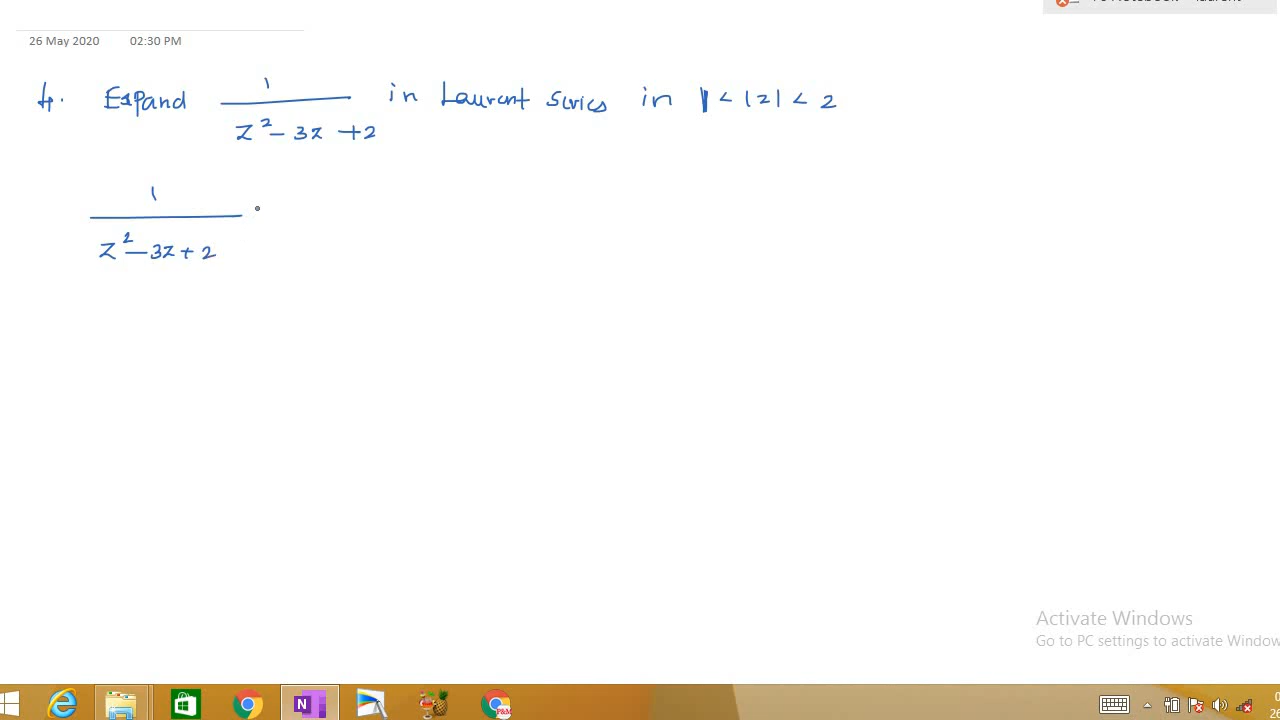 26 May 2020 02:30 PM
4. Expand 1/(z² - 3z + 2) in Laurent series in 1 < |z| < 2
1/(z² - 3z + 2)
Activate Windows
Go to PC settings to activate Window
N
P&M